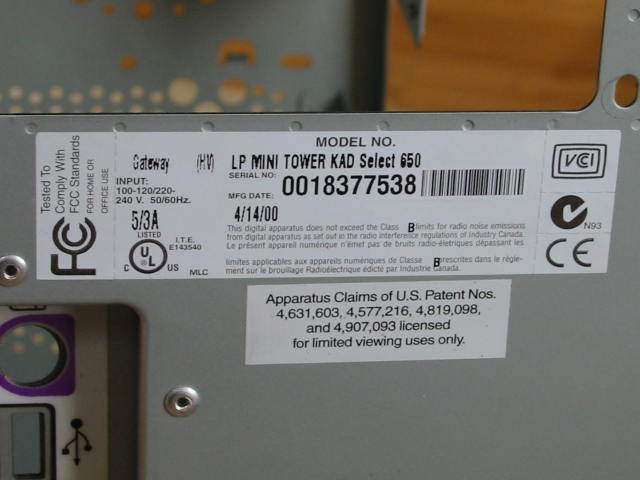 Tested To
Comply With
FCC Standards
FOR HOME OR
OFFICE USE
FC
Gateway (HV)
INPUT:
100-120/220-
240 V. 50/60Hz.
5/3A
LISTED
UL
C US
I.T.E.
E143540
MLC
MODEL NO.
LP MINI TOWER KAD Select 650
SERIAL NO:
0018377538
MFG DATE:
4/14/00
This digital apparatus does not exceed the Class B limits for radio noise emissions
from digital apparatus as set out in the radio interference regulations of Industry Canada.
Le présent appareil numérique n'émet pas de bruits radio-életriques dépassant les
limites applicables aux appareils numériques de Classe B prescrites dans le règle-
ment sur le brouillage Radioélectrique édicté par Industrie Canada.
VCI
N93
CE
Apparatus Claims of U.S. Patent Nos.
4,631,603, 4,577,216, 4,819,098,
and 4,907,093 licensed
for limited viewing uses only.